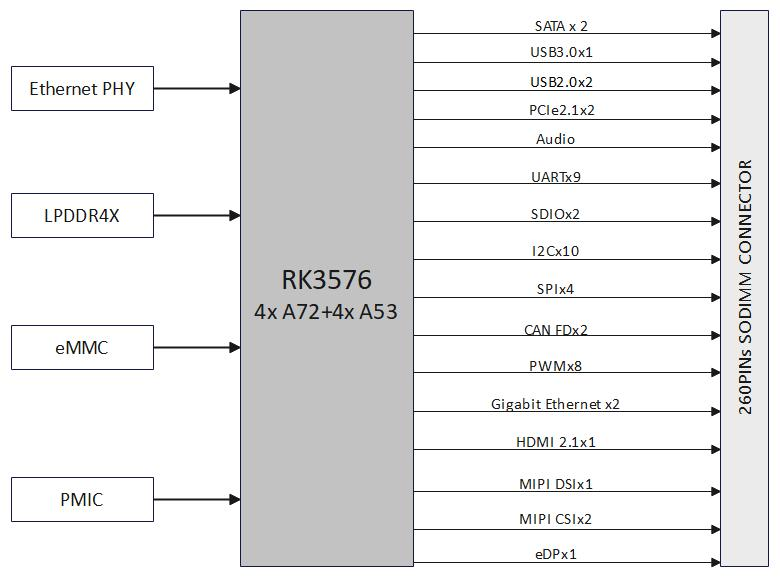 Ethernet PHY
LPDDR4X
eMMC
PMIC
RK3576
4x A72+4x A53
SATA x 2
USB3.0x1
USB2.0x2
PCIe2.1x2
Audio
UARTx9
SDIOx2
I2Cx10
SPIx4
CAN FDx2
PWMx8
Gigabit Ethernet x2
HDMI 2.1x1
MIPI DSIx1
MIPI CSIx2
eDPx1
260PINs SODIMM CONNECTOR